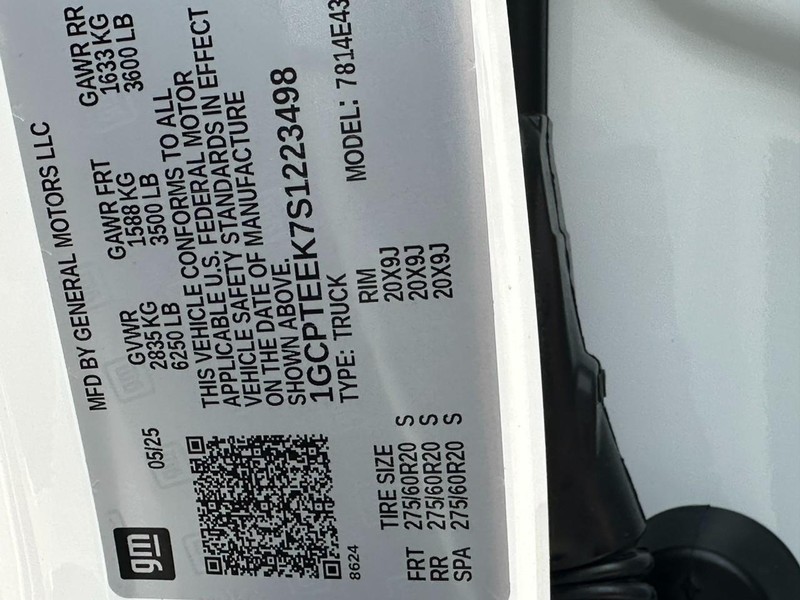 gm
05/25
MFD BY GENERAL MOTORS LLC
GVWR GAWR FRT GAWR RR
2835 KG 1588 KG 1633 KG
6250 LB 3500 LB 3600 LB
THIS VEHICLE CONFORMS TO ALL
APPLICABLE U.S. FEDERAL MOTOR
VEHICLE SAFETY STANDARDS IN EFFECT
ON THE DATE OF MANUFACTURE
SHOWN ABOVE.
1GCPTEEK7S1223498
TYPE: TRUCK MODEL: 7814E43
8624
TIRE SIZE RIM
FRT 275/60R20 S 20X9J
RR 275/60R20 S 20X9J
SPA 275/60R20 S 20X9J